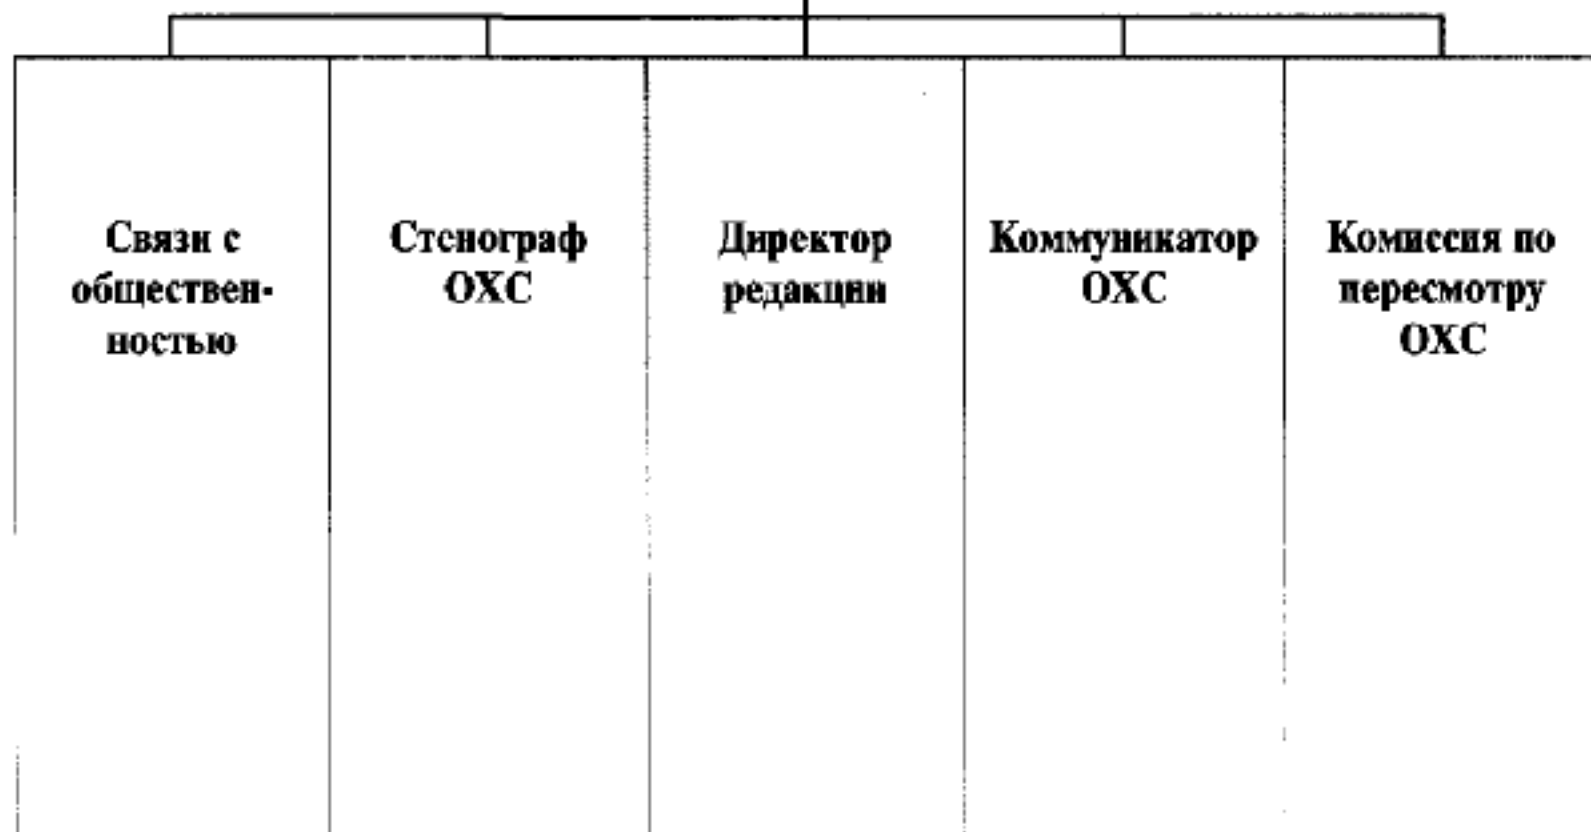 Связи с
обществен-
ностью
Стенограф
ОХС
Директор
редакции
Коммуникатор
ОХС
Комиссия по
пересмотру
ОХС